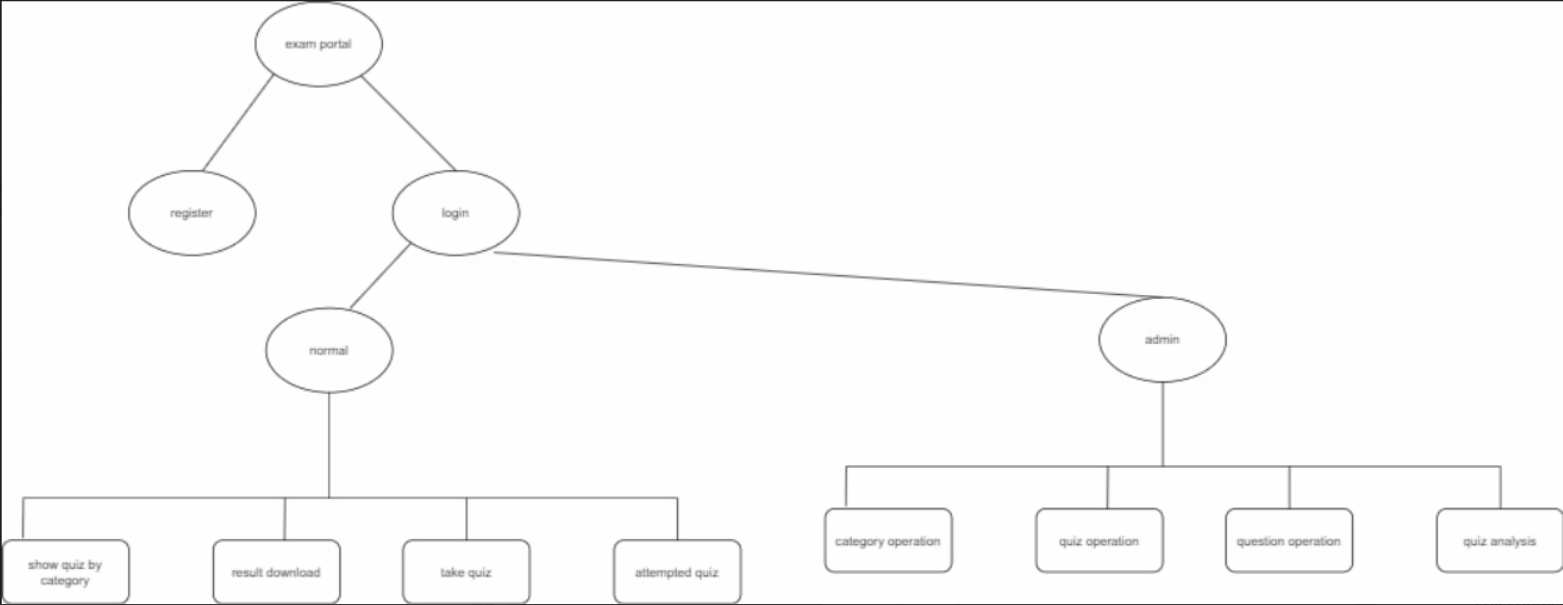 exam portal
register
login
normal
admin
show quiz by
category
result download
take quiz
attempted quiz
category operation
quiz operation
question operation
quiz analysis